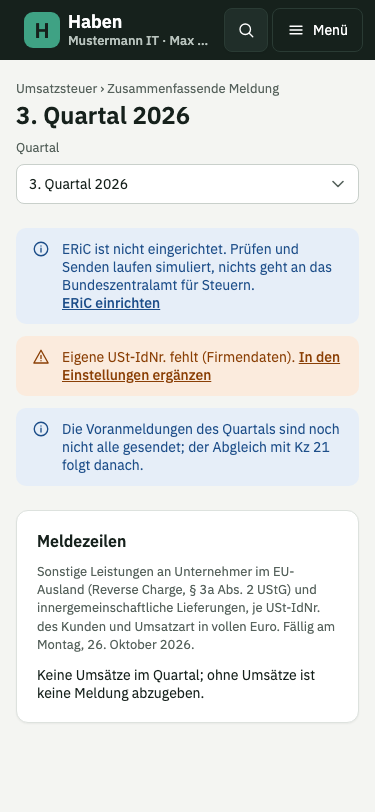 H
Haben
Mustermann IT · Max ...
Menü
Umsatzsteuer › Zusammenfassende Meldung
3. Quartal 2026
Quartal
3. Quartal 2026
ERiC ist nicht eingerichtet. Prüfen und
Senden laufen simuliert, nichts geht an das
Bundeszentralamt für Steuern.
ERiC einrichten
Eigene USt-IdNr. fehlt (Firmendaten). In den
Einstellungen ergänzen
Die Voranmeldungen des Quartals sind noch
nicht alle gesendet; der Abgleich mit Kz 21
folgt danach.
Meldezeilen
Sonstige Leistungen an Unternehmer im EU-
Ausland (Reverse Charge, § 3a Abs. 2 UStG) und
innergemeinschaftliche Lieferungen, je USt-IdNr.
des Kunden und Umsatzart in vollen Euro. Fällig am
Montag, 26. Oktober 2026.
Keine Umsätze im Quartal; ohne Umsätze ist
keine Meldung abzugeben.